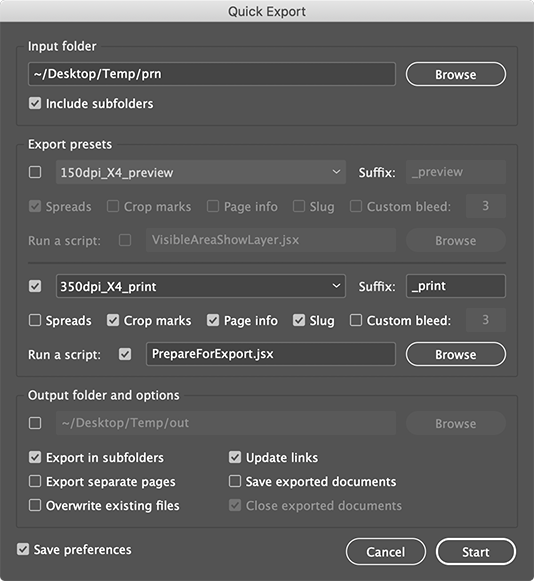 Quick Export
Input folder
~/Desktop/Temp/prn Browse
Include subfolders
Export presets
150dpi_X4_preview Suffix: _preview
Spreads Crop marks Page info Slug Custom bleed: 3
Run a script: VisibleAreaShowLayer.jsx Browse
350dpi_X4_print Suffix: _print
Spreads Crop marks Page info Slug Custom bleed: 3
Run a script: PrepareForExport.jsx Browse
Output folder and options
~/Desktop/Temp/out Browse
Export in subfolders Update links
Export separate pages Save exported documents
Overwrite existing files Close exported documents
Save preferences Cancel Start